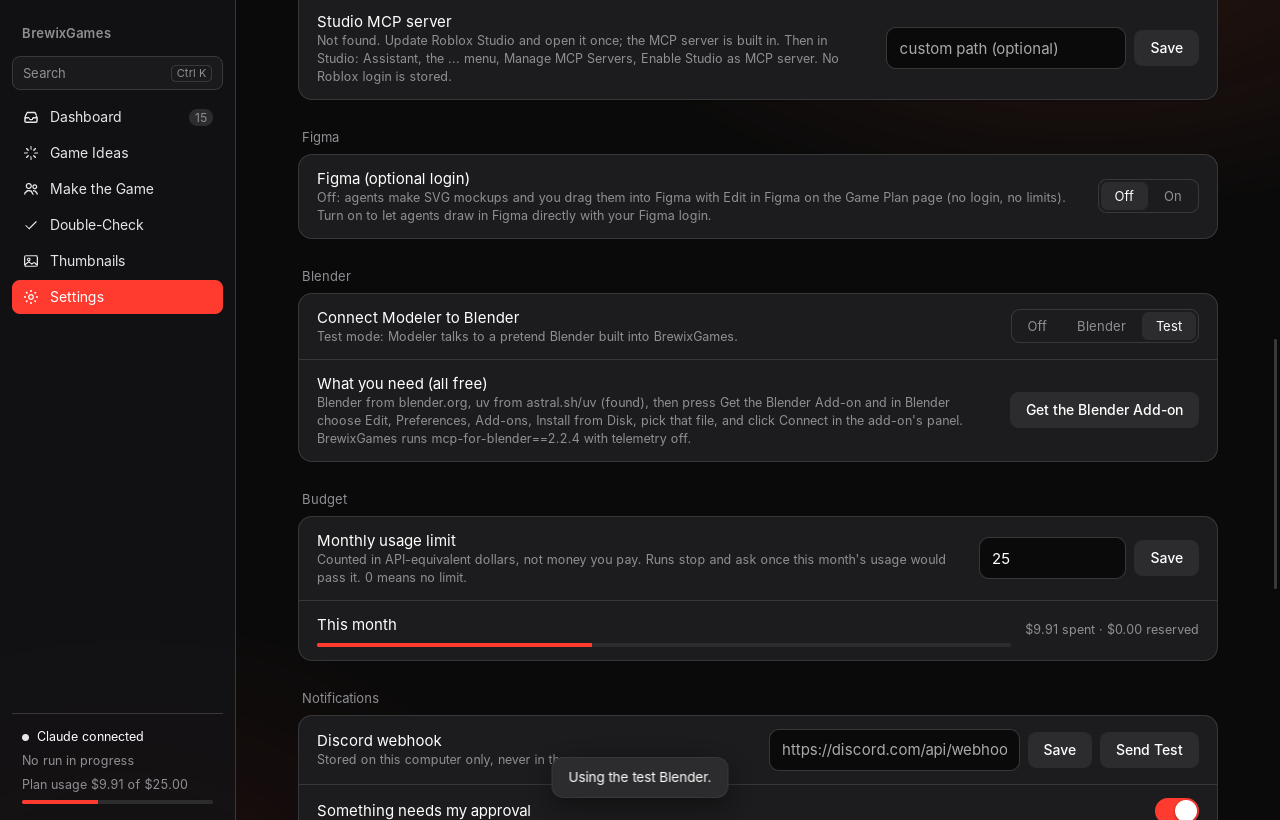 BrewixGames
Search
Ctrl K
Dashboard
15
Game Ideas
Make the Game
Double-Check
Thumbnails
Settings
Claude connected
No run in progress
Plan usage $9.91 of $25.00
Studio MCP server
Not found. Update Roblox Studio and open it once; the MCP server is built in. Then in
Studio: Assistant, the ... menu, Manage MCP Servers, Enable Studio as MCP server. No
Roblox login is stored.
custom path (optional)
Save
Figma
Figma (optional login)
Off: agents make SVG mockups and you drag them into Figma with Edit in Figma on the Game Plan page (no login, no limits).
Turn on to let agents draw in Figma directly with your Figma login.
Off
On
Blender
Connect Modeler to Blender
Test mode: Modeler talks to a pretend Blender built into BrewixGames.
Off
Blender
Test
What you need (all free)
Blender from blender.org, uv from astral.sh/uv (found), then press Get the Blender Add-on and in Blender
choose Edit, Preferences, Add-ons, Install from Disk, pick that file, and click Connect in the add-on's panel.
BrewixGames runs mcp-for-blender==2.2.4 with telemetry off.
Get the Blender Add-on
Budget
Monthly usage limit
Counted in API-equivalent dollars, not money you pay. Runs stop and ask once this month's usage would
pass it. 0 means no limit.
25
Save
This month
$9.91 spent · $0.00 reserved
Notifications
Discord webhook
Stored on this computer only, never in
https://discord.com/api/webhoo
Save
Send Test
Using the test Blender.
Something needs my approval